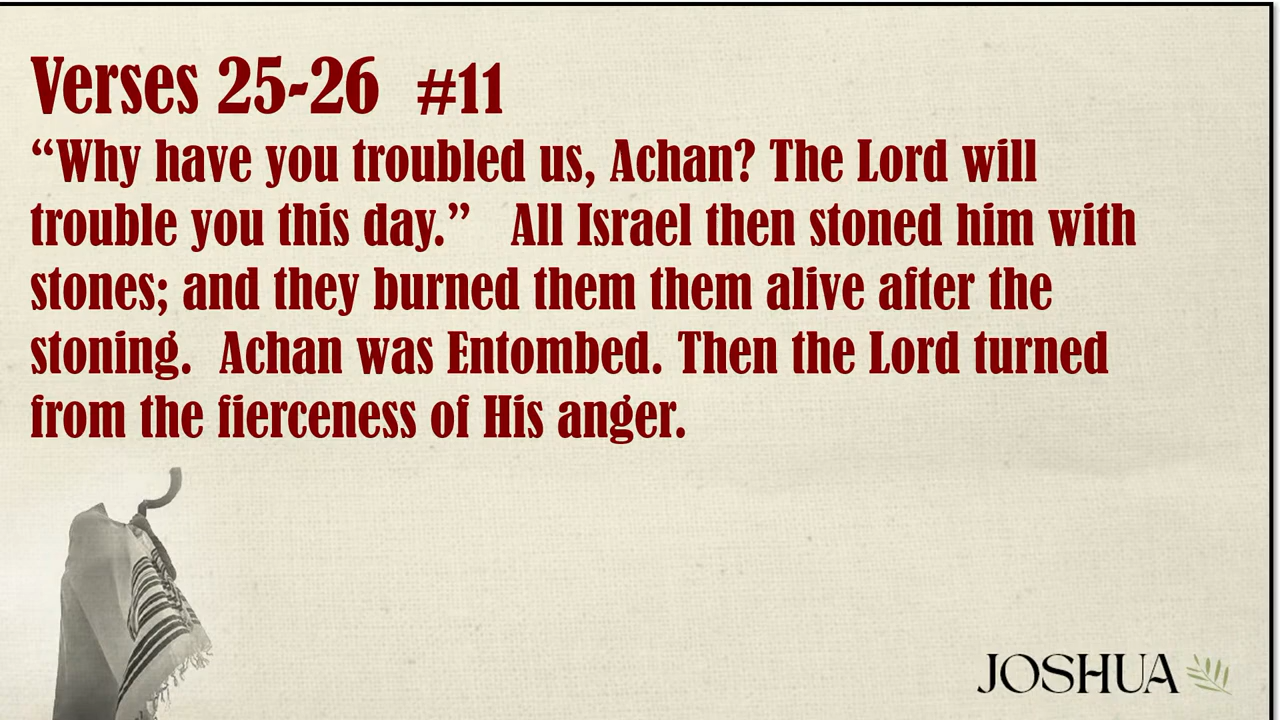 Verses 25-26 #11
“Why have you troubled us, Achan? The Lord will
trouble you this day.” All Israel then stoned him with
stones; and they burned them them alive after the
stoning. Achan was Entombed. Then the Lord turned
from the fierceness of His anger.
JOSHUA